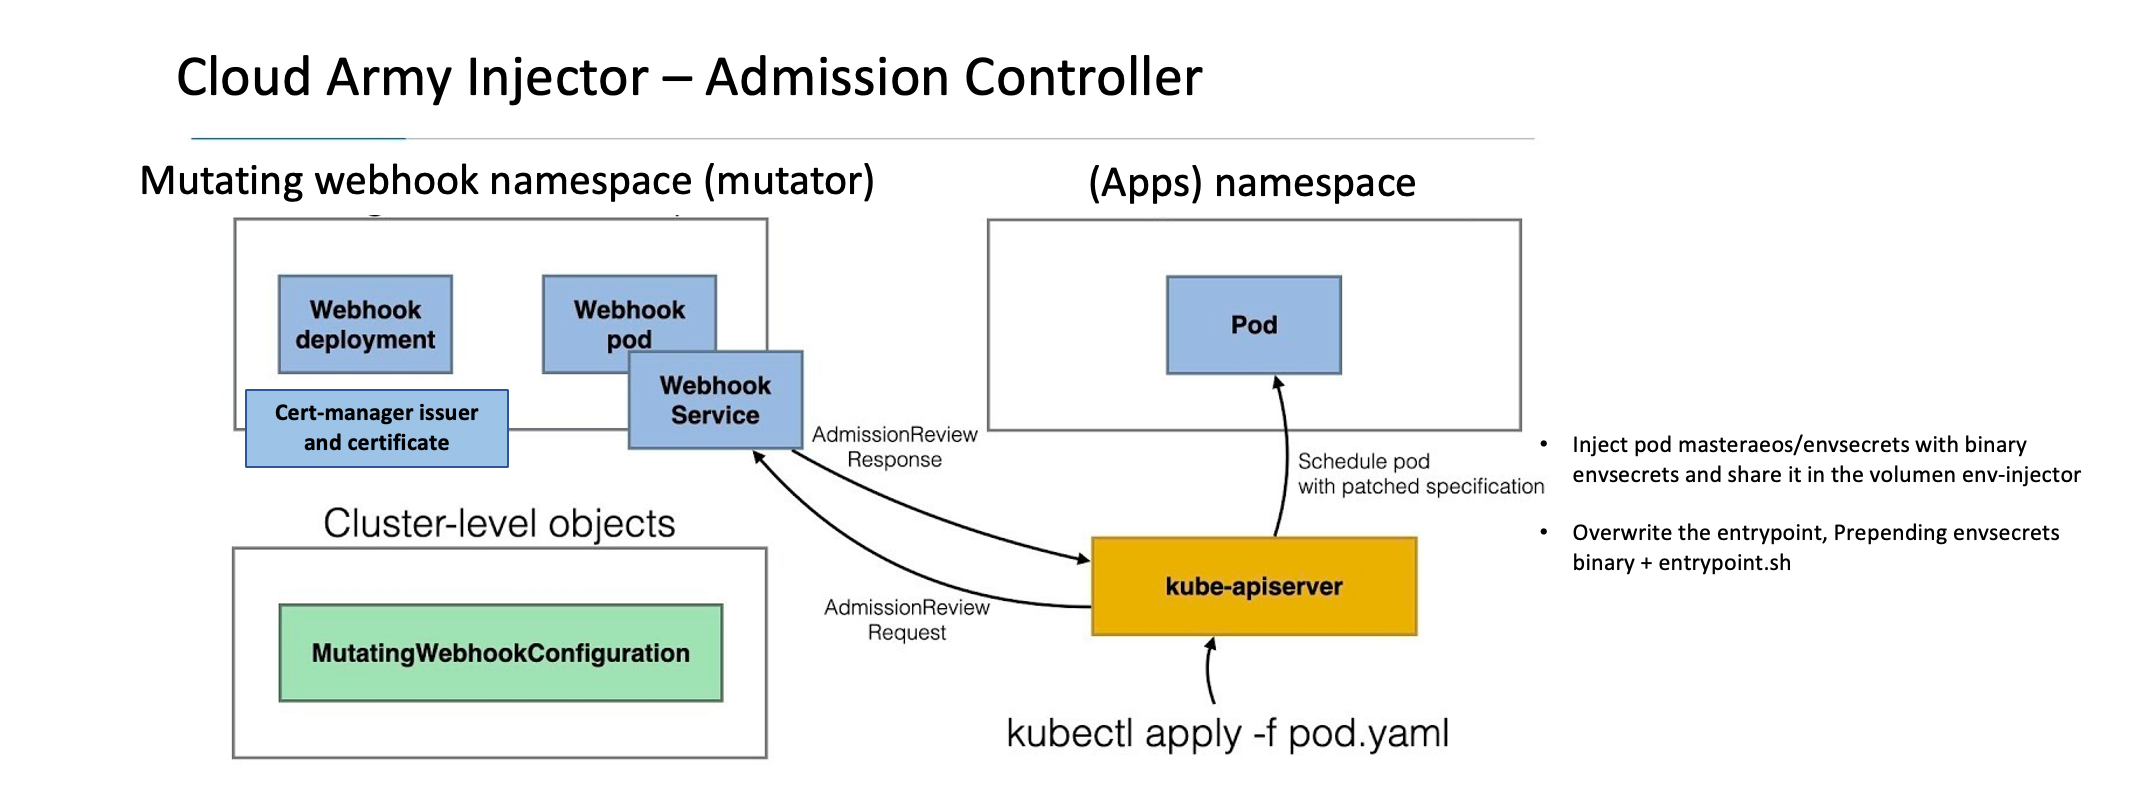 Cloud Army Injector – Admission Controller
Mutating webhook namespace (mutator)
(Apps) namespace
Webhook
deployment
Webhook
pod
Webhook
Service
Cert-manager issuer
and certificate
Pod
AdmissionReview
Response
Schedule pod
with patched specification
• Inject pod masteraeos/envsecrets with binary
envsecrets and share it in the volumen env-injector
• Overwrite the entrypoint, Prepending envsecrets
binary + entrypoint.sh
Cluster-level objects
MutatingWebhookConfiguration
kube-apiserver
AdmissionReview
Request
kubectl apply -f pod.yaml